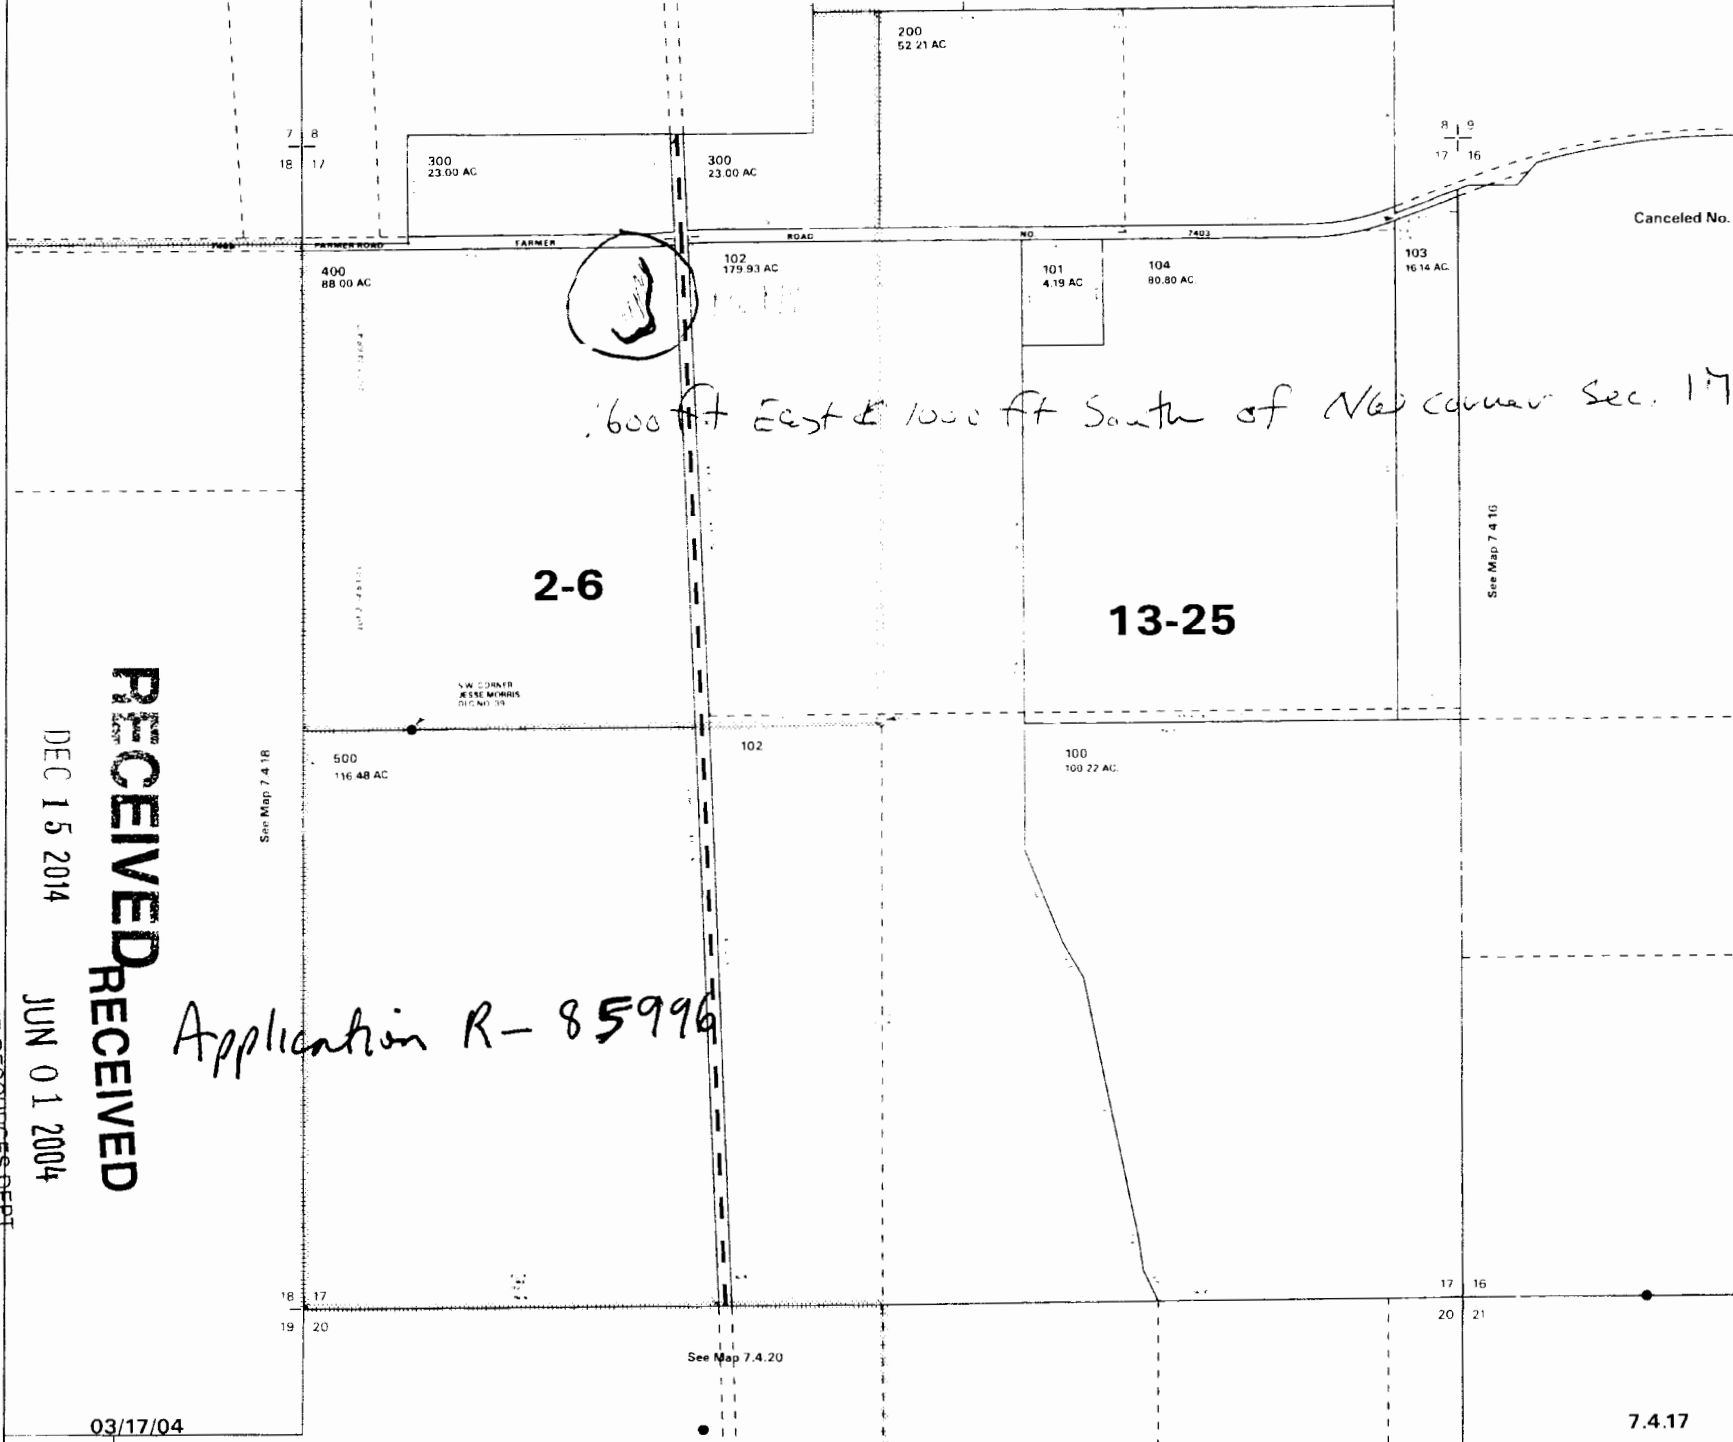 200
52.21 AC
7 8
18 17
300
23.00 AC
300
23.00 AC
8 9
17 16
Canceled No.
7403
FARMER ROAD
FARMER
ROAD
NO.
7403
400
88.00 AC
102
179.93 AC
101
4.19 AC
104
80.80 AC.
103
16.14 AC.
600 ft East & 1000 ft South of NW corner Sec. 17
See Map 7 4 16
2-6
13-25
S.W. CORNER
JESSE MORRIS
DLC NO. 39
500
116.48 AC
102
100
100.22 AC.
See Map 7.4.18
RECEIVED
DEC 15 2014
RECEIVED
JUN 01 2004
Application R-85996
18 17
19 20
17 16
20 21
See Map 7.4.20
03/17/04
7.4.17